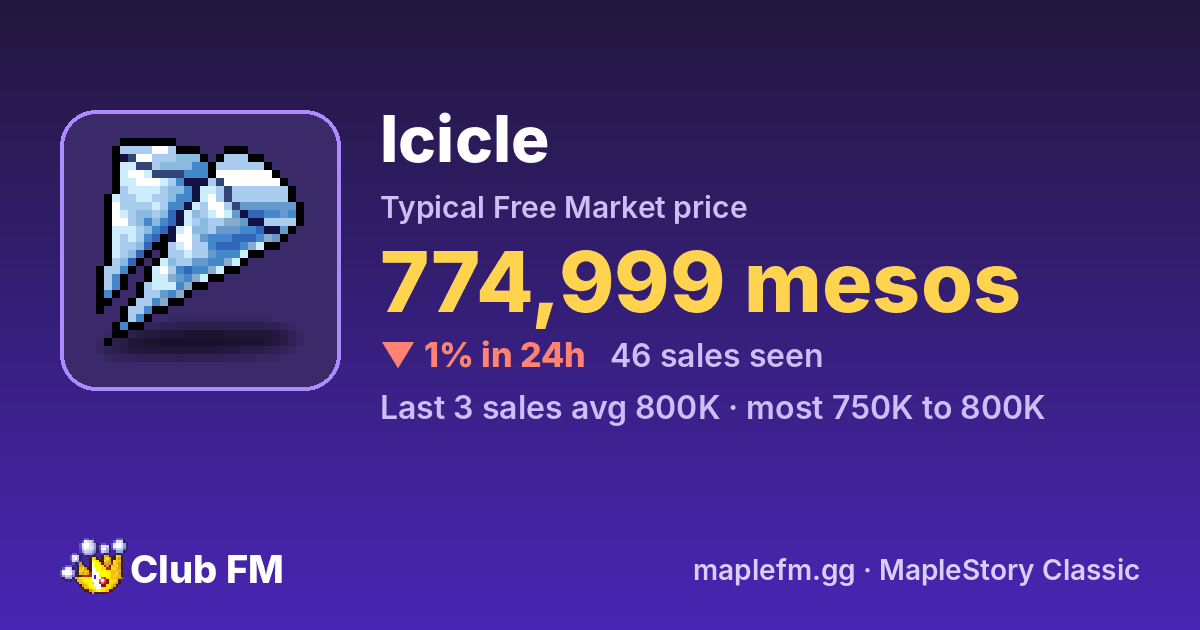 Icicle
Typical Free Market price
774,999 mesos
▼ 1% in 24h 46 sales seen
Last 3 sales avg 800K · most 750K to 800K
Club FM
maplefm.gg · MapleStory Classic